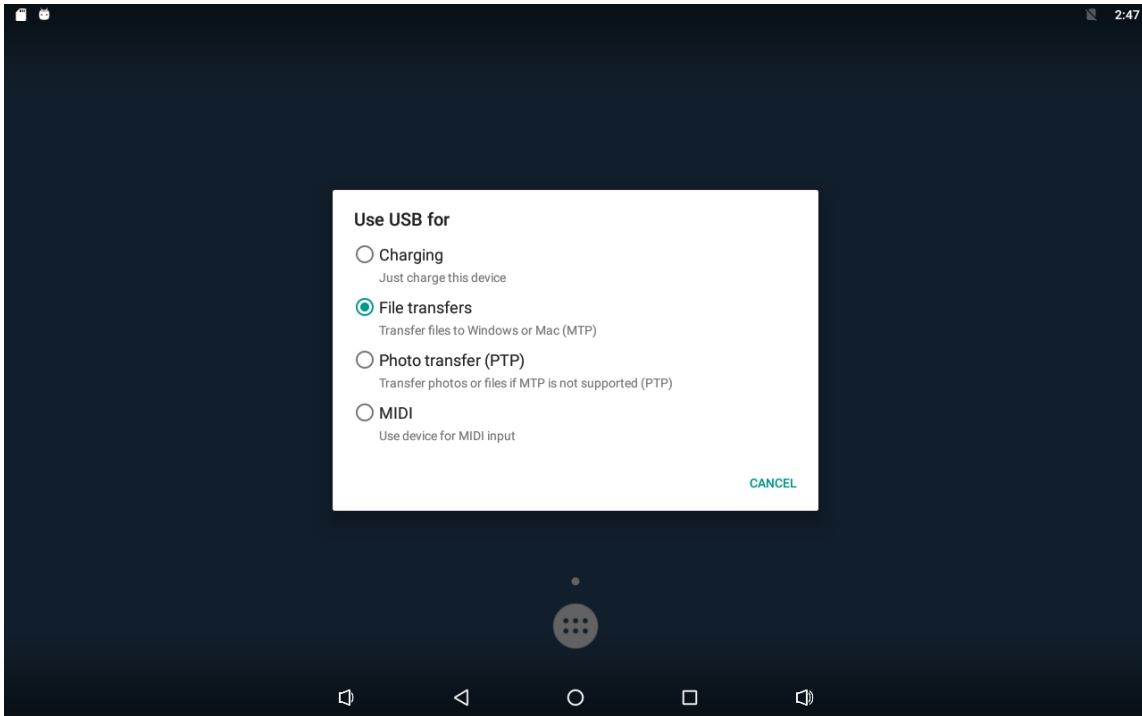 2:47
Use USB for
Charging
Just charge this device
File transfers
Transfer files to Windows or Mac (MTP)
Photo transfer (PTP)
Transfer photos or files if MTP is not supported (PTP)
MIDI
Use device for MIDI input
CANCEL